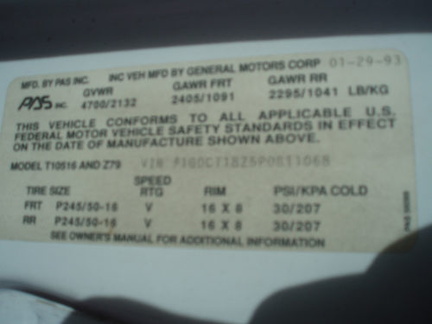 MFD. BY PAS INC. INC VEH MFD BY GENERAL MOTORS CORP 01-29-93
PAS INC. GVWR GAWR FRT GAWR RR
4700/2132 2405/1091 2295/1041 LB/KG
THIS VEHICLE CONFORMS TO ALL APPLICABLE U.S.
FEDERAL MOTOR VEHICLE SAFETY STANDARDS IN EFFECT
ON THE DATE OF MANUFACTURE SHOWN ABOVE.
MODEL T10516 AND Z79 VIN
TIRE SIZE SPEED RTG RIM PSI/KPA COLD
FRT P245/50-16 V 16 X 8 30/207
RR P245/50-16 V 16 X 8 30/207
SEE OWNER'S MANUAL FOR ADDITIONAL INFORMATION